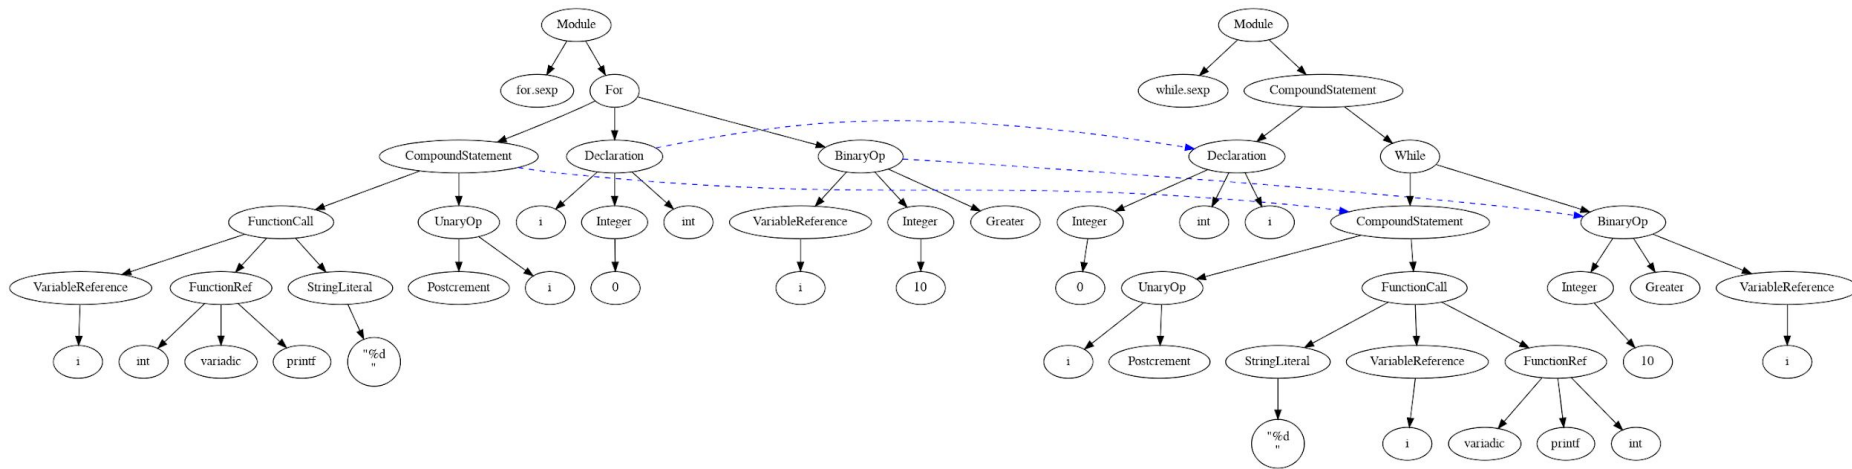 Module
Module
for.sexp
For
while.sexp
CompoundStatement
CompoundStatement
Declaration
BinaryOp
Declaration
While
FunctionCall
UnaryOp
i
Integer
int
VariableReference
Integer
Greater
Integer
int
i
CompoundStatement
BinaryOp
VariableReference
FunctionRef
StringLiteral
Postcrement
i
0
i
10
0
UnaryOp
FunctionCall
Integer
Greater
VariableReference
i
int
variadic
printf
"%d
"
i
Postcrement
StringLiteral
VariableReference
FunctionRef
10
i
"%d
"
i
variadic
printf
int